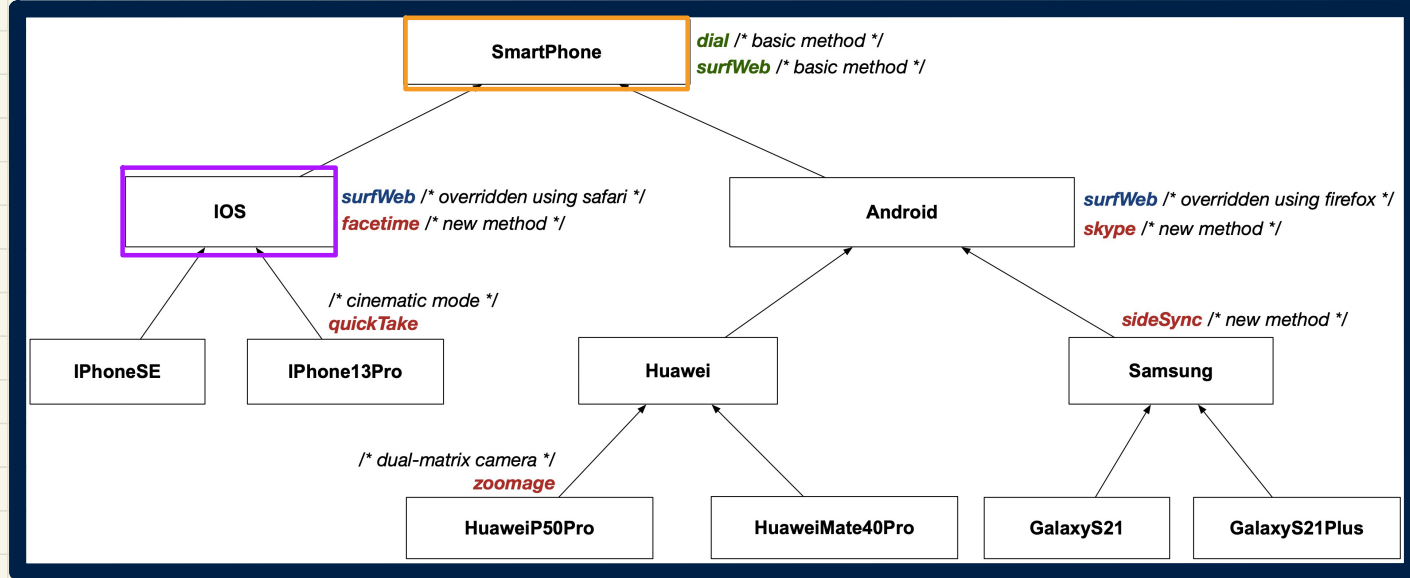 SmartPhone
dial /* basic method */
surfWeb /* basic method */
IOS
surfWeb /* overridden using safari */
facetime /* new method */
Android
surfWeb /* overridden using firefox */
skype /* new method */
/* cinematic mode */
quickTake
sideSync /* new method */
IPhoneSE
IPhone13Pro
Huawei
Samsung
/* dual-matrix camera */
zoomage
HuaweiP50Pro
HuaweiMate40Pro
GalaxyS21
GalaxyS21Plus